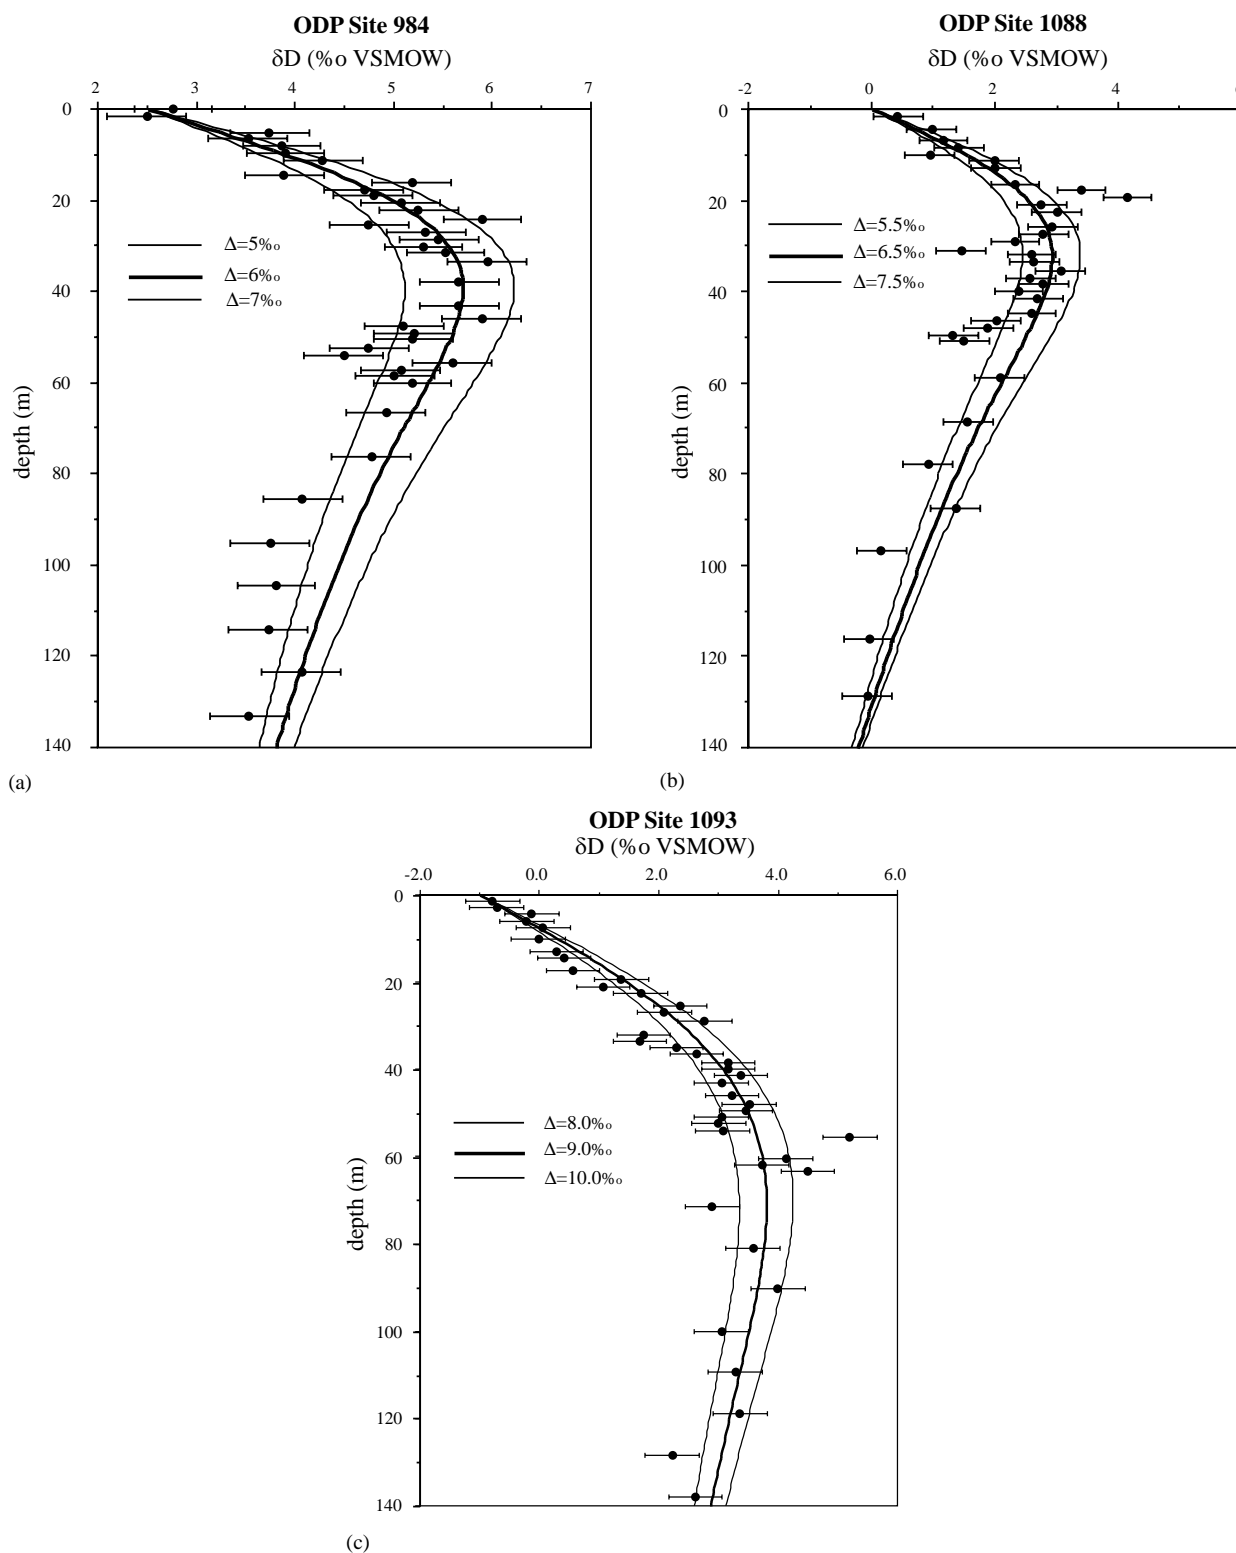 ODP Site 984
δD (%o VSMOW)
2 3 4 5 6 7
0
20
40
60
80
100
120
140
depth (m)
Δ=5%o
Δ=6%o
Δ=7%o
(a)
ODP Site 1088
δD (%o VSMOW)
-2 0 2 4 6
0
20
40
60
80
100
120
140
depth (m)
Δ=5.5%o
Δ=6.5%o
Δ=7.5%o
(b)
ODP Site 1093
δD (%o VSMOW)
-2.0 0.0 2.0 4.0 6.0
0
20
40
60
80
100
120
140
depth (m)
Δ=8.0%o
Δ=9.0%o
Δ=10.0%o
(c)